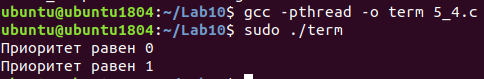 ubuntu@ubuntu1804:~/Lab10$ gcc -pthread -o term 5_4.c
ubuntu@ubuntu1804:~/Lab10$ sudo ./term
Приоритет равен 0
Приоритет равен 1